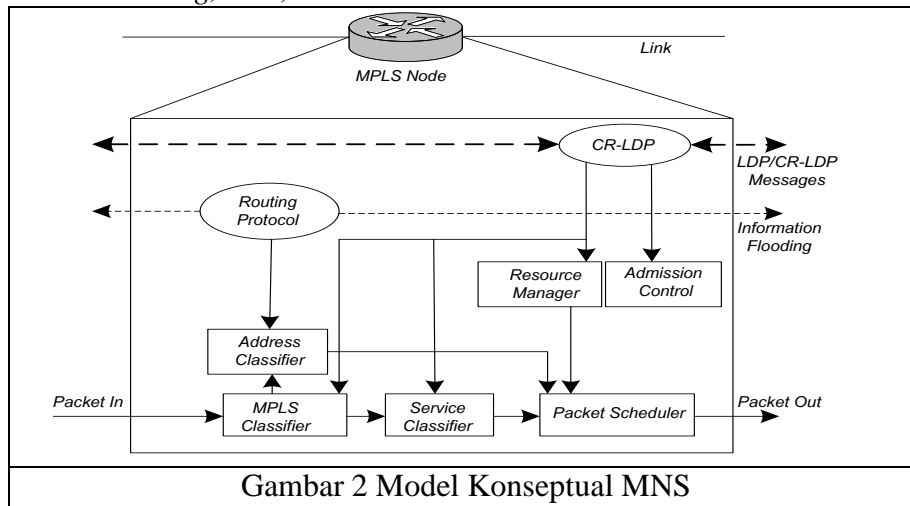 Link
MPLS Node
CR-LDP
LDP/CR-LDP
Messages
Routing
Protocol
Information
Flooding
Resource
Manager
Admission
Control
Address
Classifier
Packet In
MPLS
Classifier
Service
Classifier
Packet Scheduler
Packet Out
Gambar 2 Model Konseptual MNS